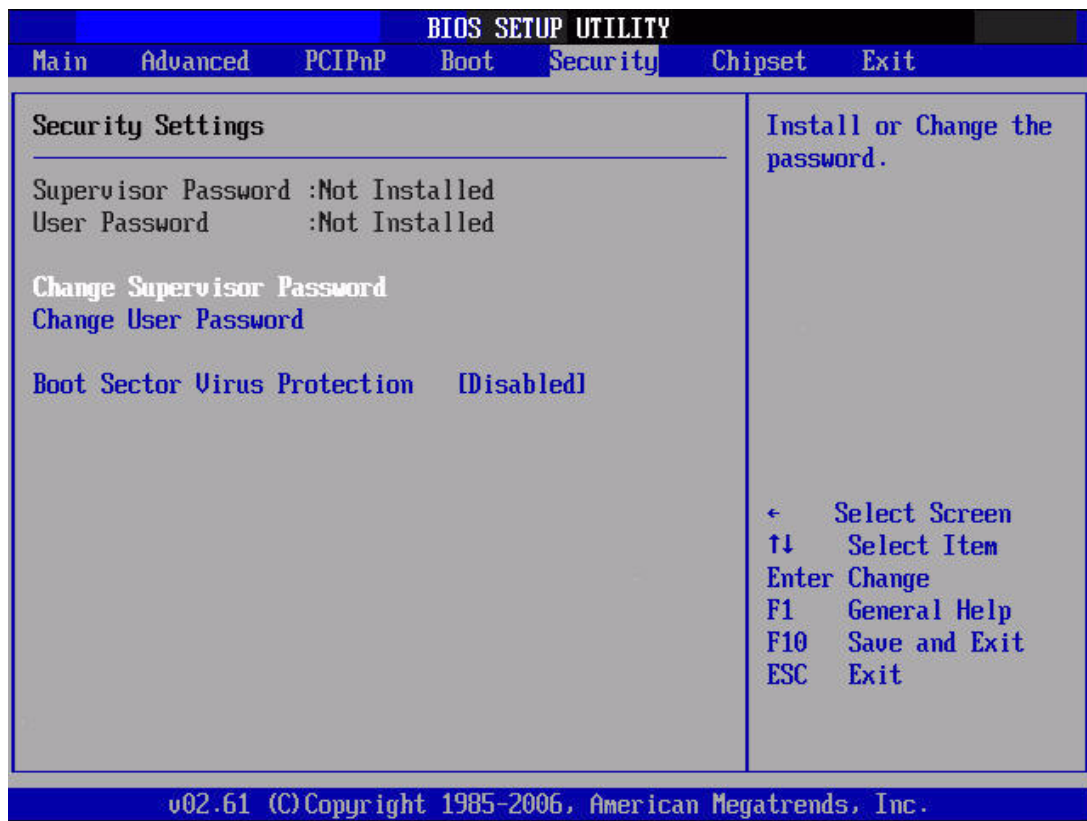 BIOS SETUP UTILITY
Main Advanced PCIPnP Boot Security Chipset Exit
Security Settings
Supervisor Password :Not Installed
User Password :Not Installed
Change Supervisor Password
Change User Password
Boot Sector Virus Protection [Disabled]
Install or Change the
password.
← Select Screen
↑↓ Select Item
Enter Change
F1 General Help
F10 Save and Exit
ESC Exit
v02.61 (C)Copyright 1985-2006, American Megatrends, Inc.